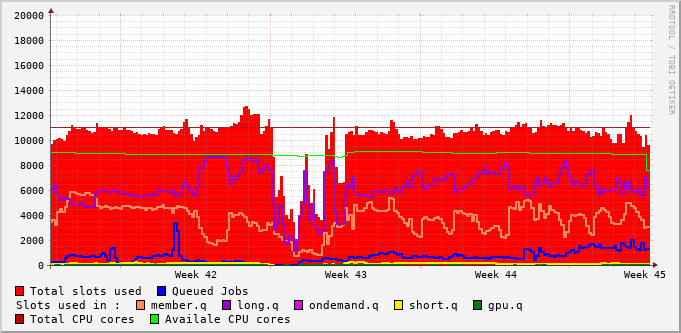 20000
18000
16000
14000
12000
10000
8000
6000
4000
2000
0
Week 42 Week 43 Week 44 Week 45
RRDTOOL / TOBI OETIKER
Total slots used Queued Jobs
Slots used in : member.q long.q ondemand.q short.q gpu.q
Total CPU cores Availale CPU cores